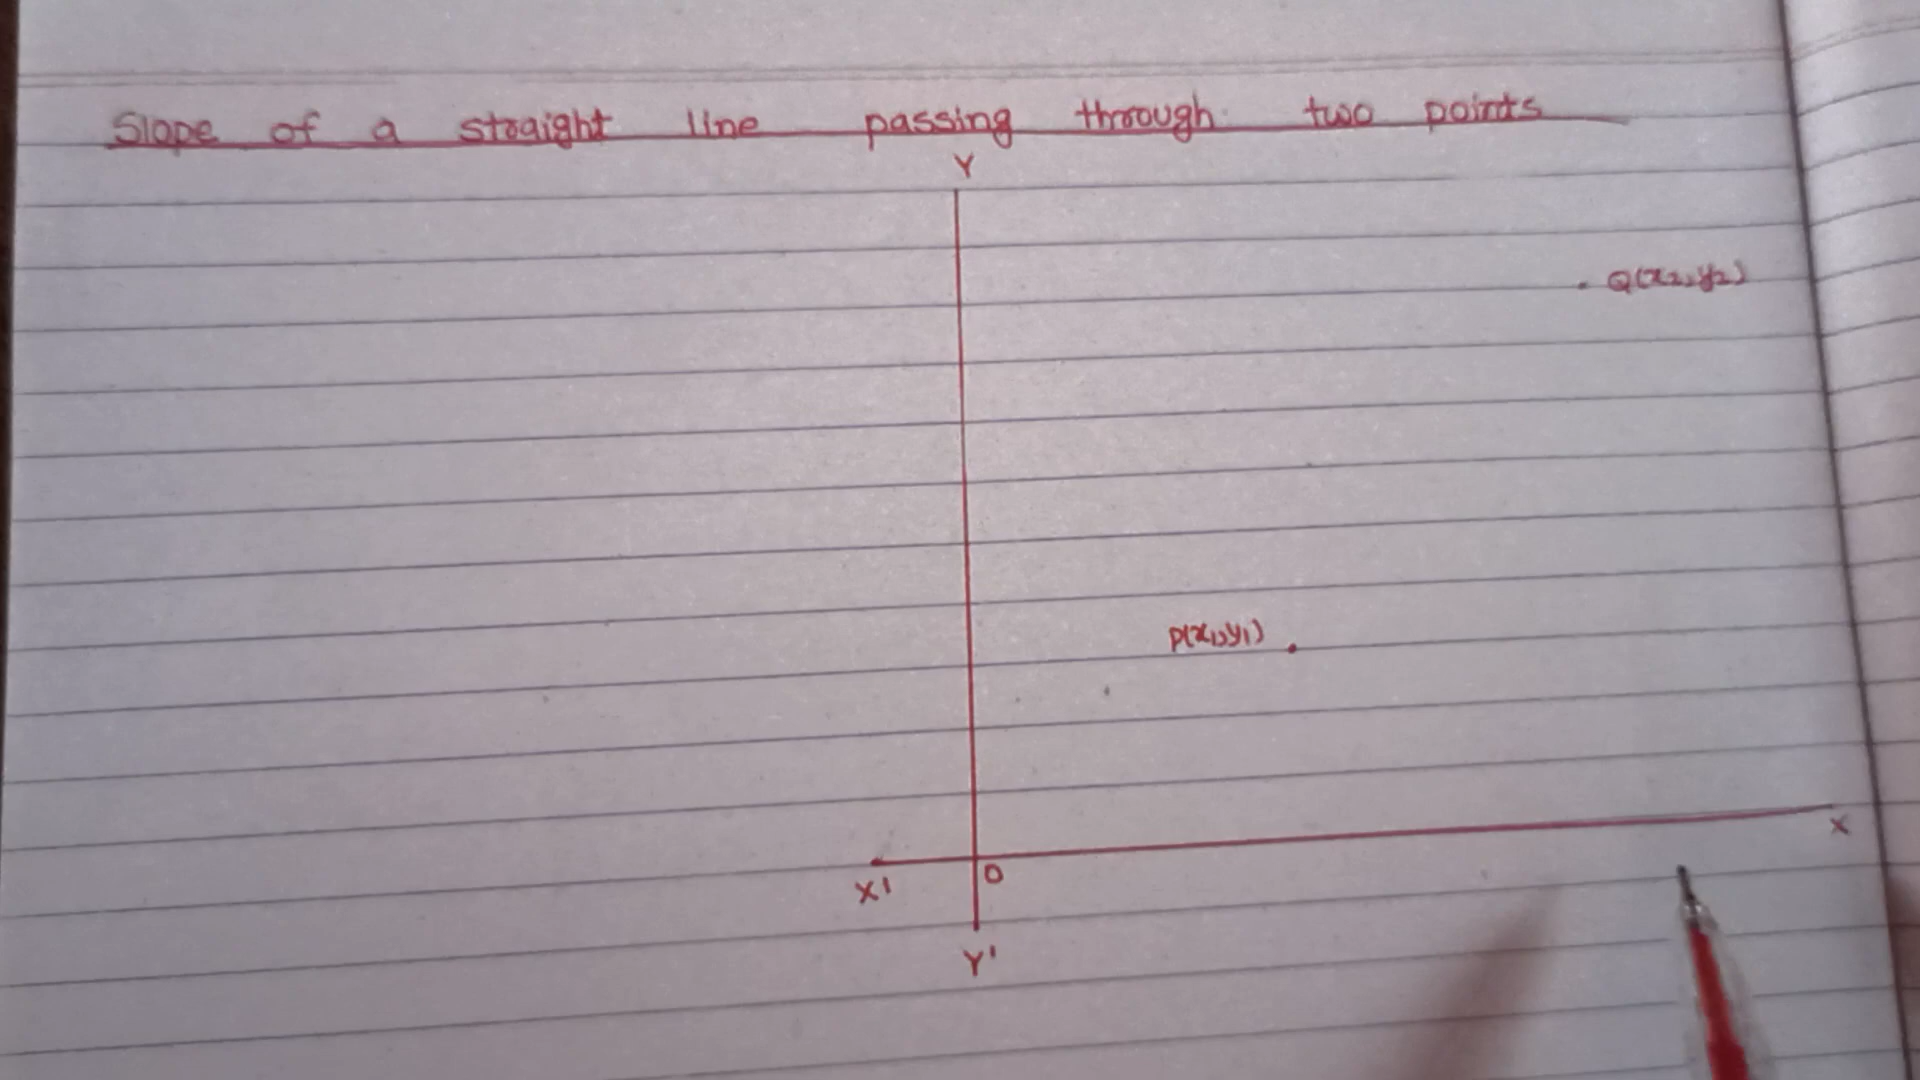 Slope of a straight line passing through two points
Y
Q(x₂,y₂)
P(x₁,y₁)
X
X' O
Y'